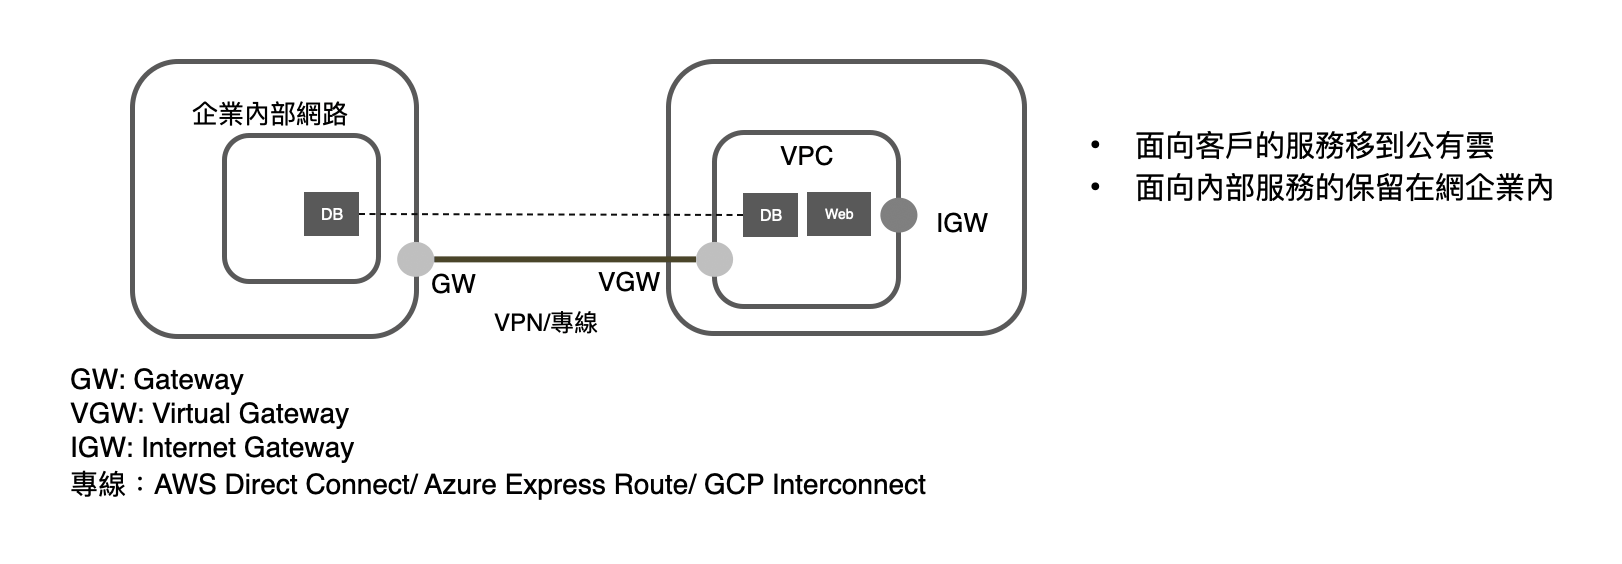 企業內部網路
VPC
DB
DB
Web
IGW
GW
VGW
VPN/專線
• 面向客戶的服務移到公有雲
• 面向內部服務的保留在網企業內
GW: Gateway
VGW: Virtual Gateway
IGW: Internet Gateway
專線：AWS Direct Connect/ Azure Express Route/ GCP Interconnect